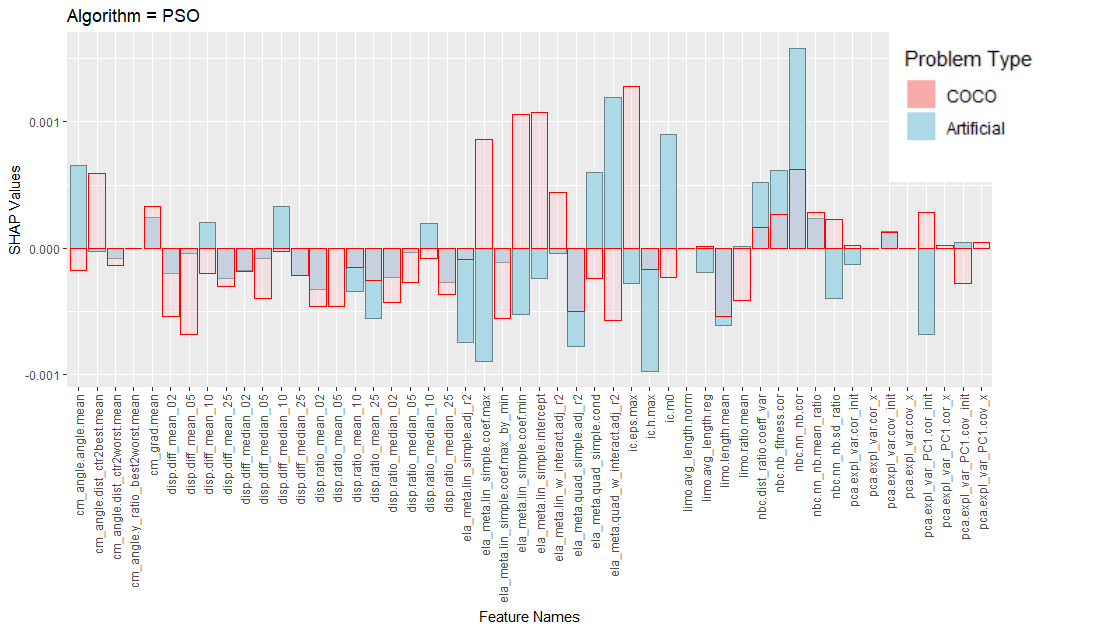 Algorithm = PSO
Problem Type
COCO
Artificial
SHAP Values
0.001
0.000
-0.001
cm_angle.angle.mean
cm_angle.dist_ctr2best.mean
cm_angle.dist_ctr2worst.mean
cm_angle.y_ratio_best2worst.mean
cm_grad.mean
disp.diff_mean_02
disp.diff_mean_05
disp.diff_mean_10
disp.diff_mean_25
disp.diff_median_02
disp.diff_median_05
disp.diff_median_10
disp.diff_median_25
disp.ratio_mean_02
disp.ratio_mean_05
disp.ratio_mean_10
disp.ratio_mean_25
disp.ratio_median_02
disp.ratio_median_05
disp.ratio_median_10
disp.ratio_median_25
ela_meta.lin_simple.adj_r2
ela_meta.lin_simple.coef.max
ela_meta.lin_simple.coef.max_by_min
ela_meta.lin_simple.coef.min
ela_meta.lin_simple.intercept
ela_meta.lin_w_interact.adj_r2
ela_meta.quad_simple.adj_r2
ela_meta.quad_simple.cond
ela_meta.quad_w_interact.adj_r2
ic.eps.max
ic.h.max
ic.m0
limo.avg_length.norm
limo.avg_length.reg
limo.length.mean
limo.ratio.mean
nbc.dist_ratio.coeff_var
nbc.nb_fitness.cor
nbc.nn_nb.cor
nbc.nn_nb.mean_ratio
nbc.nn_nb.sd_ratio
pca.expl_var.cor_init
pca.expl_var.cor_x
pca.expl_var.cov_init
pca.expl_var.cov_x
pca.expl_var_PC1.cor_init
pca.expl_var_PC1.cor_x
pca.expl_var_PC1.cov_init
pca.expl_var_PC1.cov_x
Feature Names